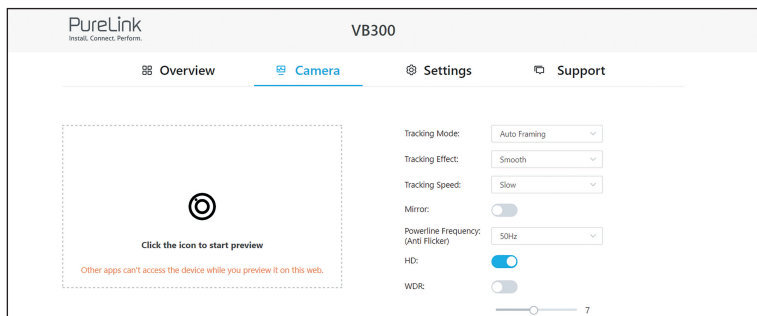 PureLink
Install. Connect. Perform.
VB300
Overview
Camera
Settings
Support
Click the icon to start preview
Other apps can't access the device while you preview it on this web.
Tracking Mode: Auto Framing
Tracking Effect: Smooth
Tracking Speed: Slow
Mirror:
Powerline Frequency:
(Anti Flicker)
50Hz
HD:
WDR:
7